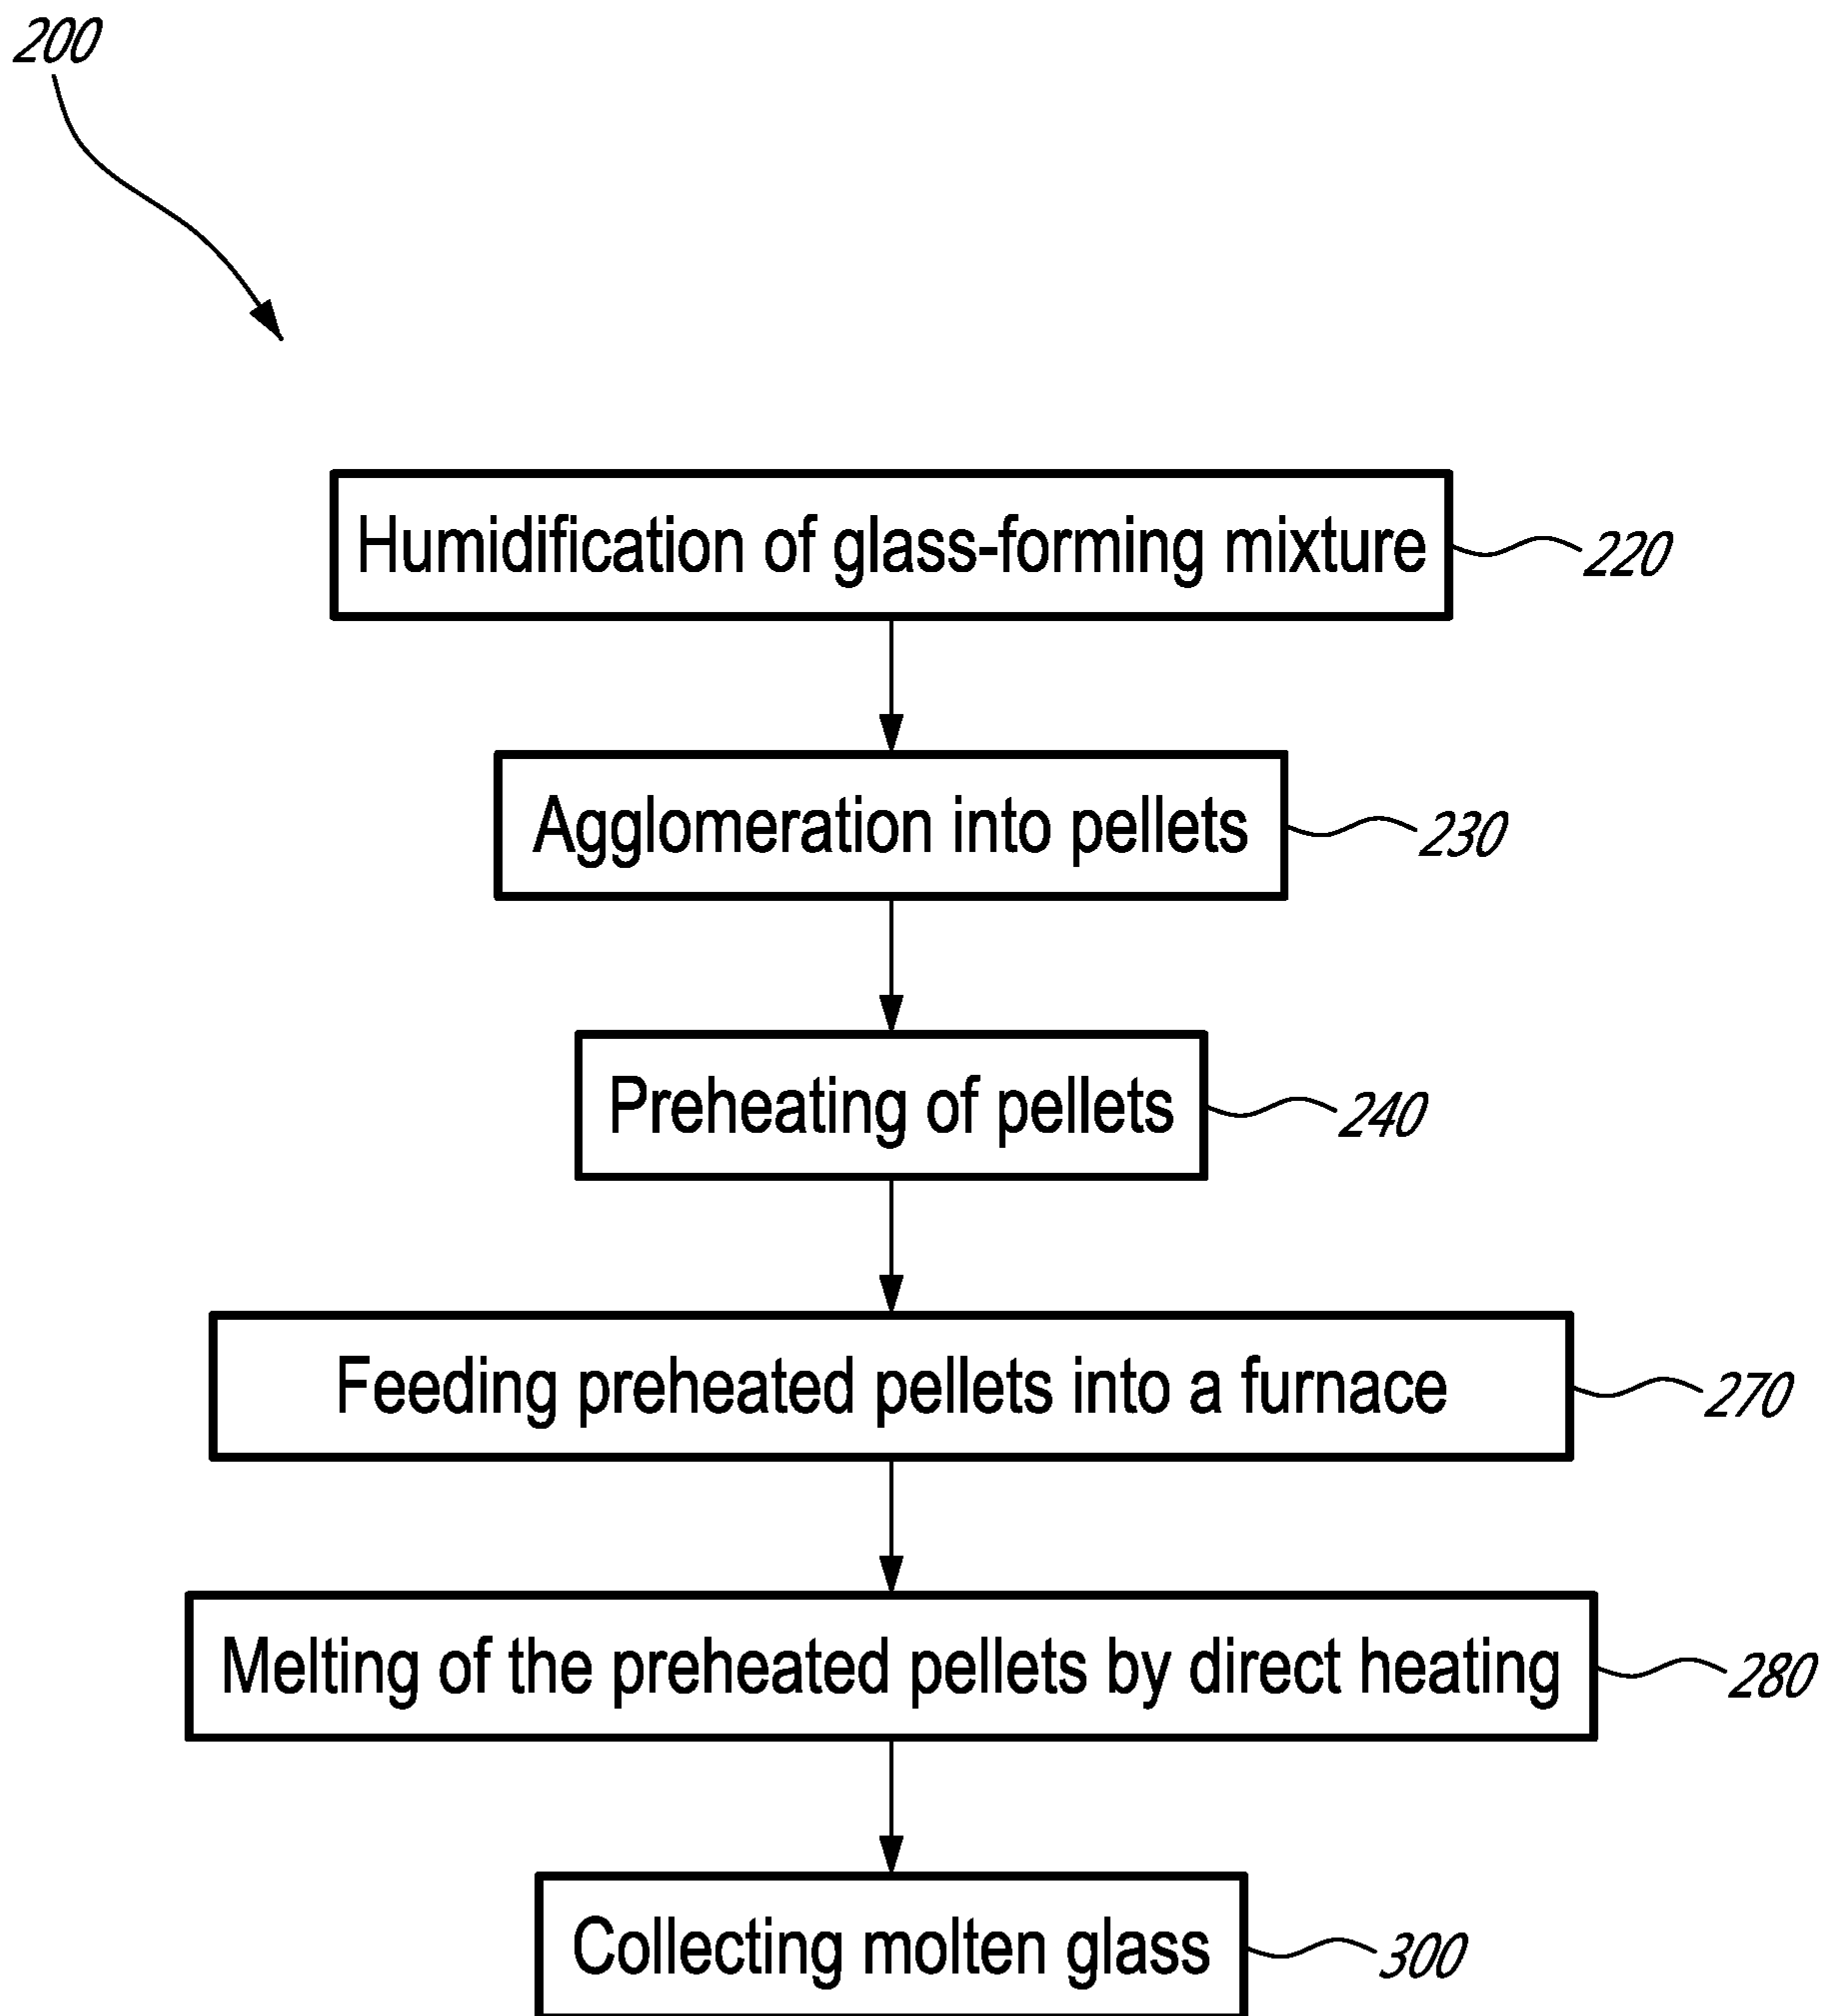 200
Humidification of glass-forming mixture 220
Agglomeration into pellets 230
Preheating of pellets 240
Feeding preheated pellets into a furnace 270
Melting of the preheated pellets by direct heating 280
Collecting molten glass 300